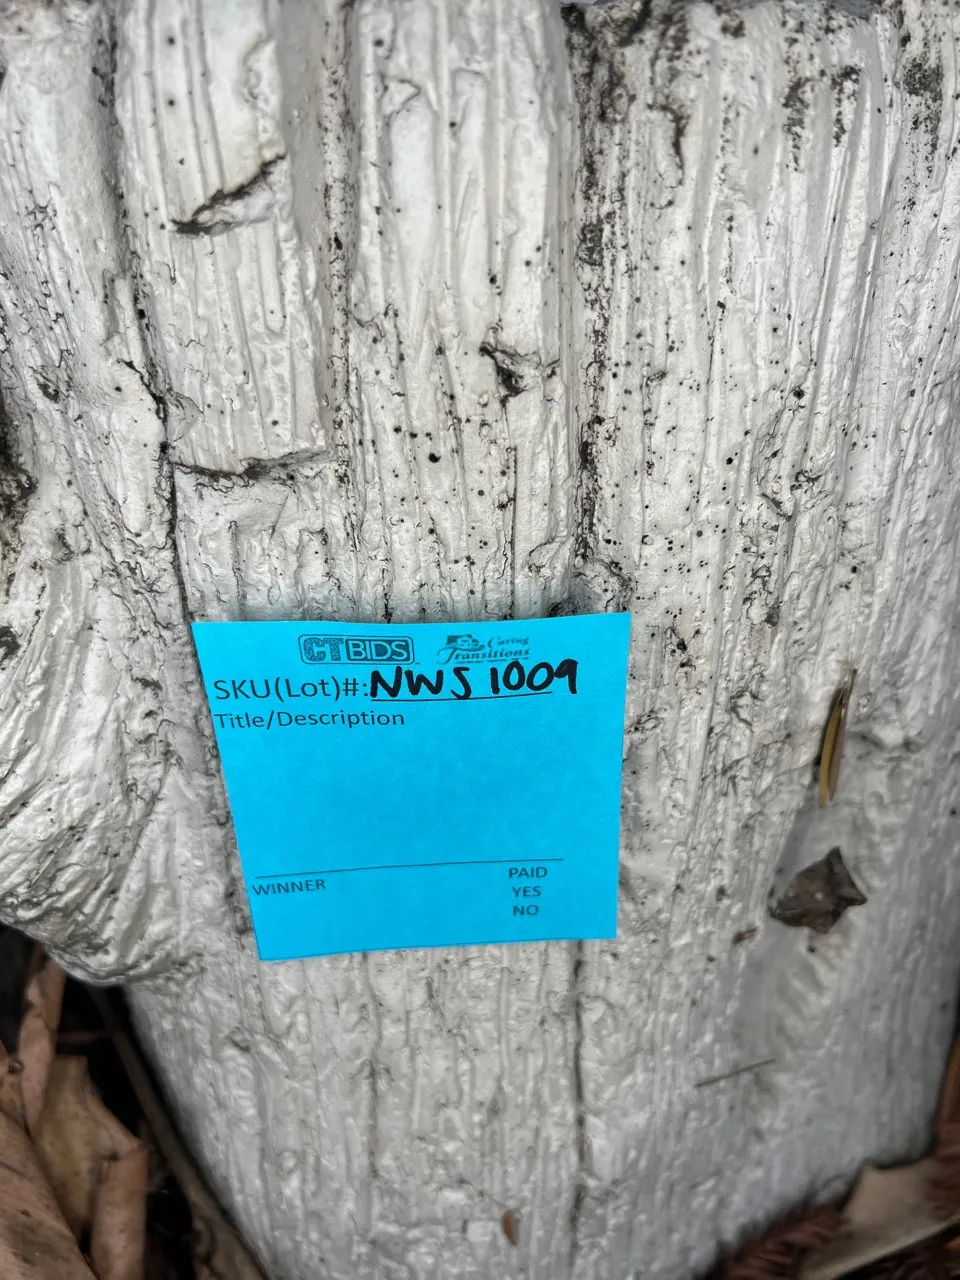 CTBIDS Caring Transitions
SKU(Lot)#: NWS 1009
Title/Description
WINNER PAID
YES
NO